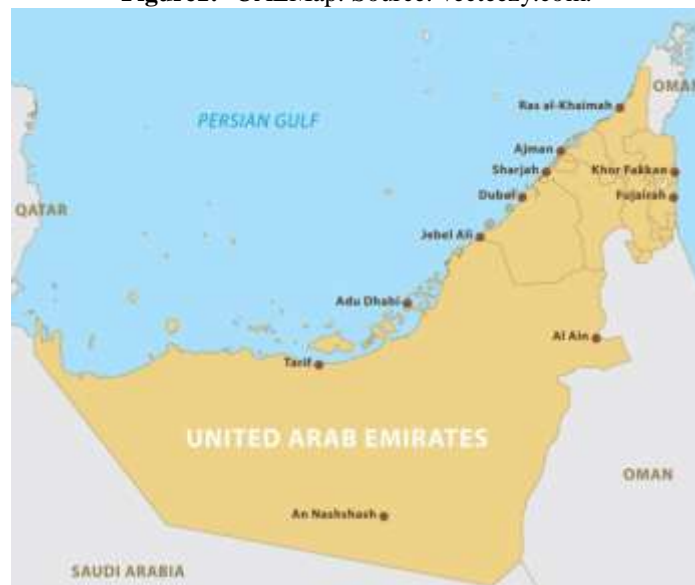 OMAN
Ras al-Khaimah
PERSIAN GULF
Ajman
Sharjah
Khor Fakkan
Dubai
Fujairah
QATAR
Jebel Ali
Adu Dhabi
Al Ain
Tarif
UNITED ARAB EMIRATES
OMAN
An Nashshash
SAUDI ARABIA